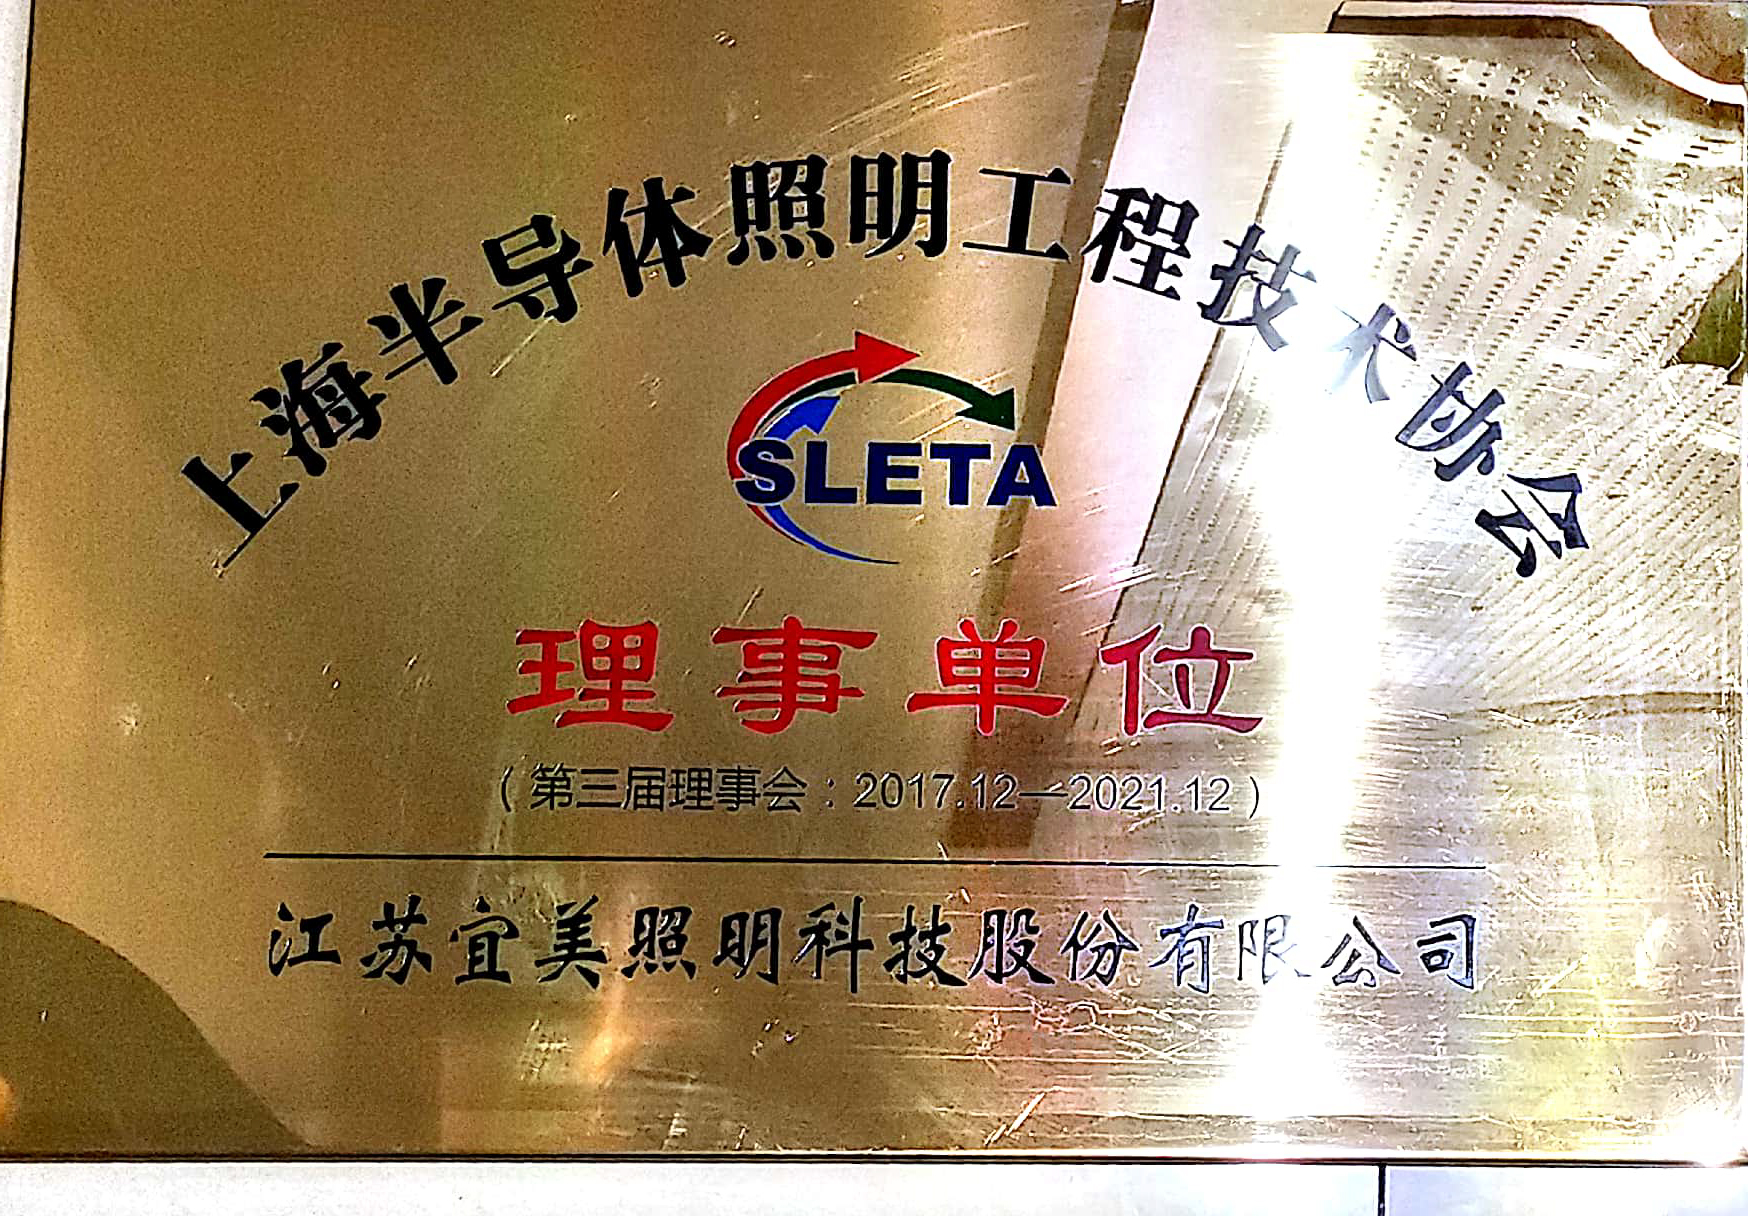 上海半导体照明工程技术协会
SLETA
理事单位
（第三届理事会：2017.12—2021.12）
江苏宜美照明科技股份有限公司